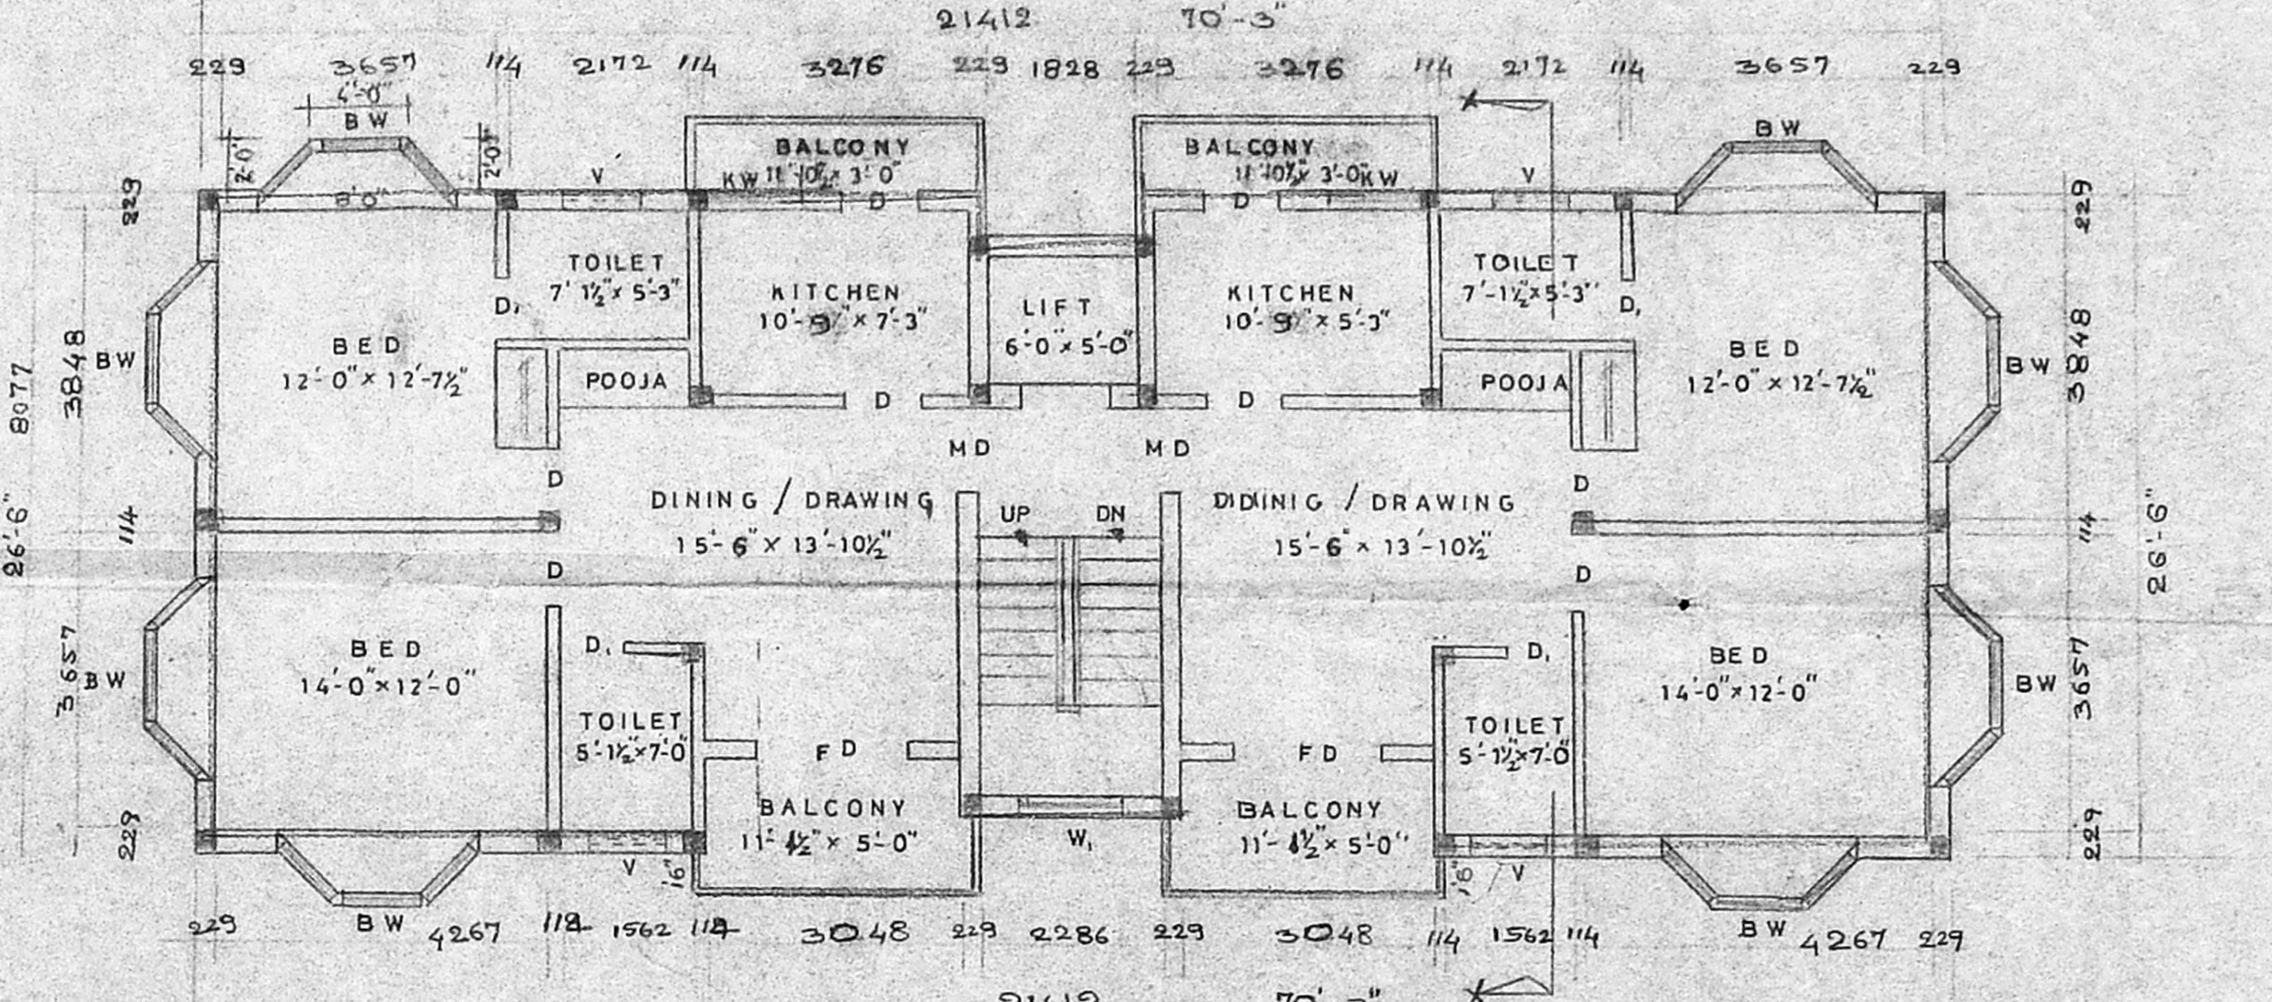 21412 70'-3"
229 3657 114 2172 114 3276 229 1828 229 3276 114 2172 114 3657 229
4'-0"
BW
BW
2'0"
2'0"
BALCONY
11'-10½" x 3'0"
KW
BALCONY
11'-10½" x 3'-0"
KW
229
8'0"
V
D
D
V
229
TOILET
7' 1½" x 5'-3"
KITCHEN
10'-9" x 7'-3"
LIFT
6'-0" x 5'-0"
KITCHEN
10'-9" x 5'-3"
TOILET
7'-1½" x 5'-3"
D1
D1
8077
3848
BW
BED
12'-0" x 12'-7½"
POOJA
D
D
POOJA
BED
12'-0" x 12'-7½"
BW
3848
MD
MD
D
D
26'-6"
114
DINING / DRAWING
15'-6" x 13'-10½"
UP
DN
DIDINIG / DRAWING
15'-6" x 13'-10½"
114
26'-6"
D
D
3657
BW
BED
14'-0" x 12'-0"
D1
D1
BED
14'-0" x 12'-0"
BW
3657
TOILET
5'-1½" x 7'-0"
FD
FD
TOILET
5'-1½" x 7'-0"
229
BALCONY
11'-4½" x 5'-0"
W1
BALCONY
11'-4½" x 5'-0"
229
V
V
BW
BW
229 4267 114 1562 114 3048 229 2286 229 3048 114 1562 114 4267 229